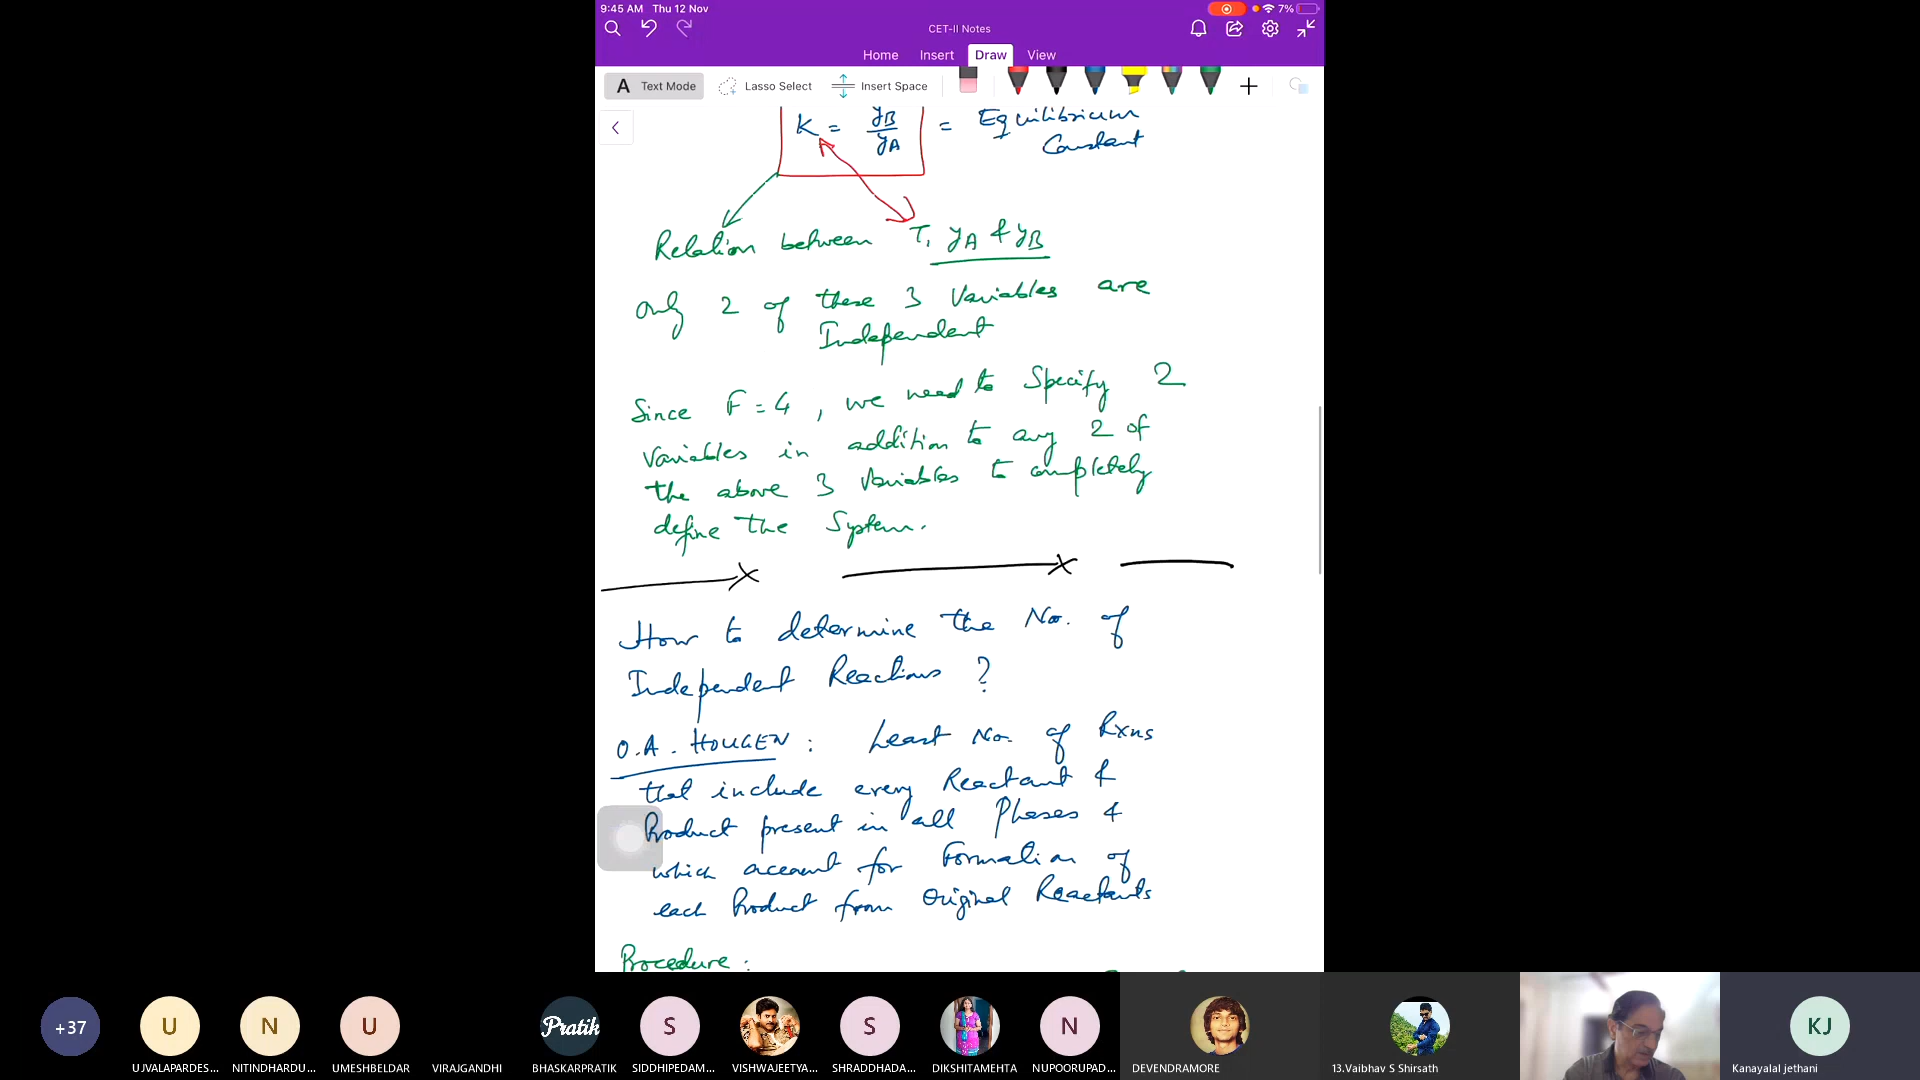 9:45 AM Thu 12 Nov
7%
CET-II Notes
Home Insert Draw View
A Text Mode Lasso Select Insert Space
K = yB/yA = Equilibrium
Constant
Relation between T, yA & yB
Only 2 of these 3 Variables are
Independent
Since F = 4, we need to Specify 2
Variables in addition to any 2 of
the above 3 Variables to completely
define the System.
How to determine the No. of
Independent Reactions ?
O.A. HOUGEN : Least No. of Rxns
that include every Reactant &
Product present in all Phases &
which account for Formation of
each Product from Original Reactants
Procedure :
+37 U N U Pratik S S N KJ
UJVALAPARDES... NITINDHARDU... UMESHBELDAR VIRAJGANDHI BHASKARPRATIK SIDDHIPEDAM... VISHWAJEETYA... SHRADDHADA... DIKSHITAMEHTA NUPOORUPAD... DEVENDRAMORE 13.Vaibhav S Shirsath Kanayalal jethani